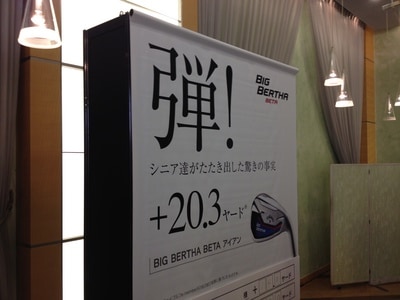 弾!
BIG
BERTHA
BETA
シニア達がたたき出した驚きの事実
+20.3ヤード※
BIG BERTHA BETA アイアン